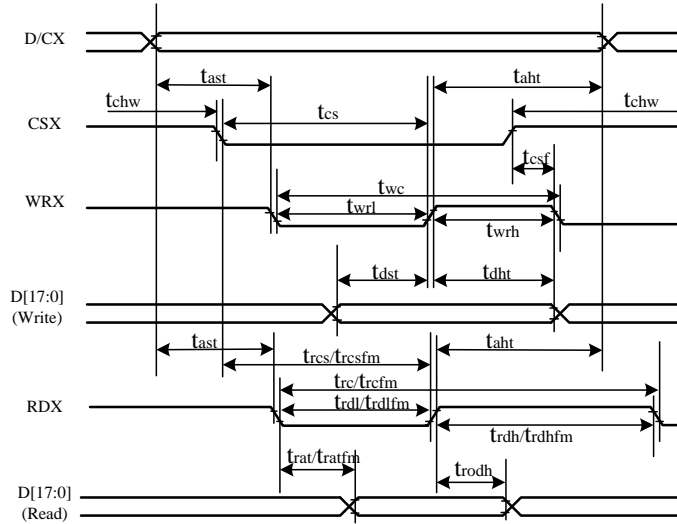 D/CX
tast
taht
tchw
tcs
tchw
CSX
tcsf
twc
WRX
twrl
twrh
tdst
tdht
D[17:0]
(Write)
tast
trcs/trcsfm
taht
trc/trcfm
RDX
trdl/trdlfm
trdh/trdhfm
trat/tratfm
trodh
D[17:0]
(Read)